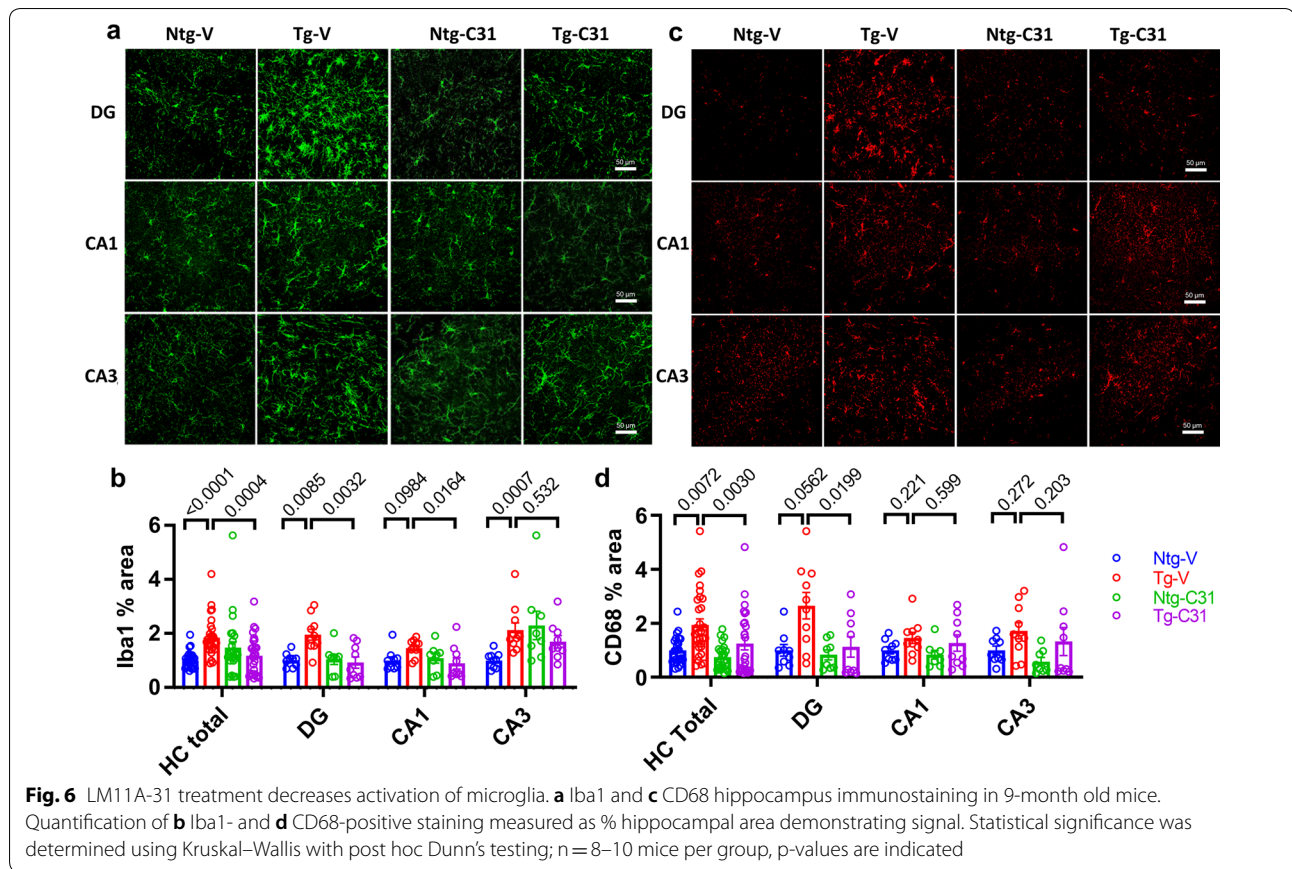 a Ntg-V Tg-V Ntg-C31 Tg-C31
DG
50 µm
CA1
50 µm
CA3
50 µm
c Ntg-V Tg-V Ntg-C31 Tg-C31
DG
50 µm
CA1
50 µm
CA3
50 µm
b
<0.0001 0.0004 0.0085 0.0032 0.0984 0.0164 0.0007 0.532
Iba1 % area
6
4
2
0
HC total DG CA1 CA3
d
0.0072 0.0030 0.0562 0.0199 0.221 0.599 0.272 0.203
CD68 % area
6
4
2
0
HC Total DG CA1 CA3
Ntg-V
Tg-V
Ntg-C31
Tg-C31
Fig. 6 LM11A-31 treatment decreases activation of microglia. a Iba1 and c CD68 hippocampus immunostaining in 9-month old mice.
Quantification of b Iba1- and d CD68-positive staining measured as % hippocampal area demonstrating signal. Statistical significance was
determined using Kruskal–Wallis with post hoc Dunn's testing; n = 8–10 mice per group, p-values are indicated